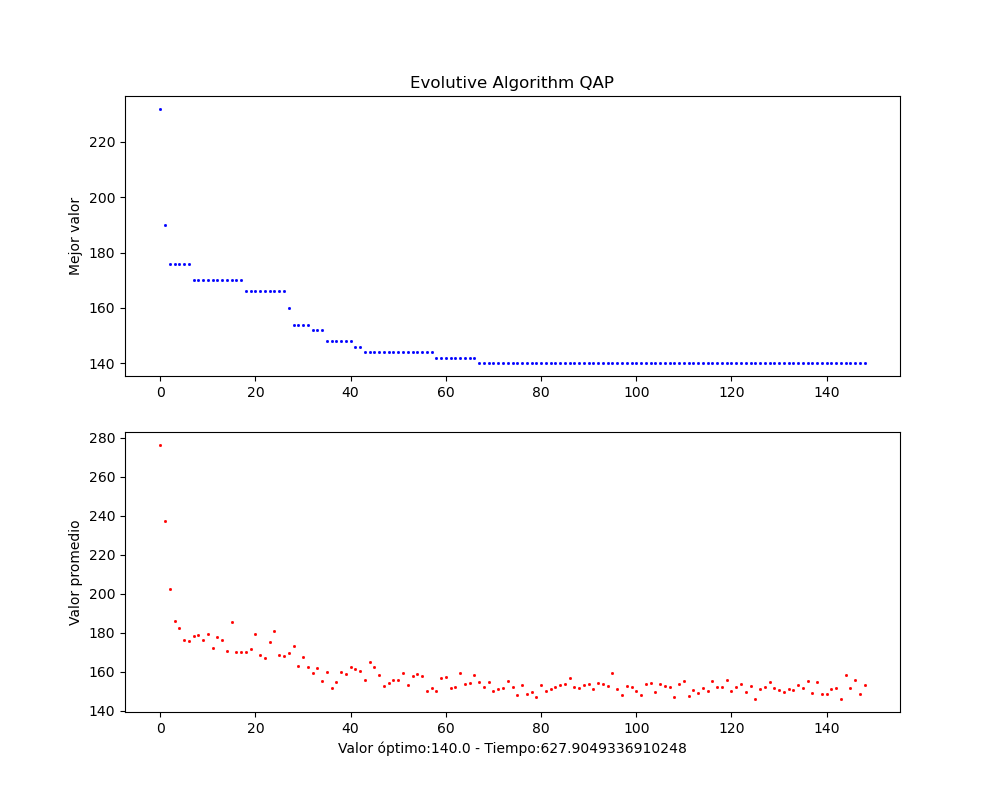 Evolutive Algorithm QAP
Mejor valor
220
200
180
160
140
0 20 40 60 80 100 120 140
Valor promedio
280
260
240
220
200
180
160
140
0 20 40 60 80 100 120 140
Valor óptimo:140.0 - Tiempo:627.9049336910248